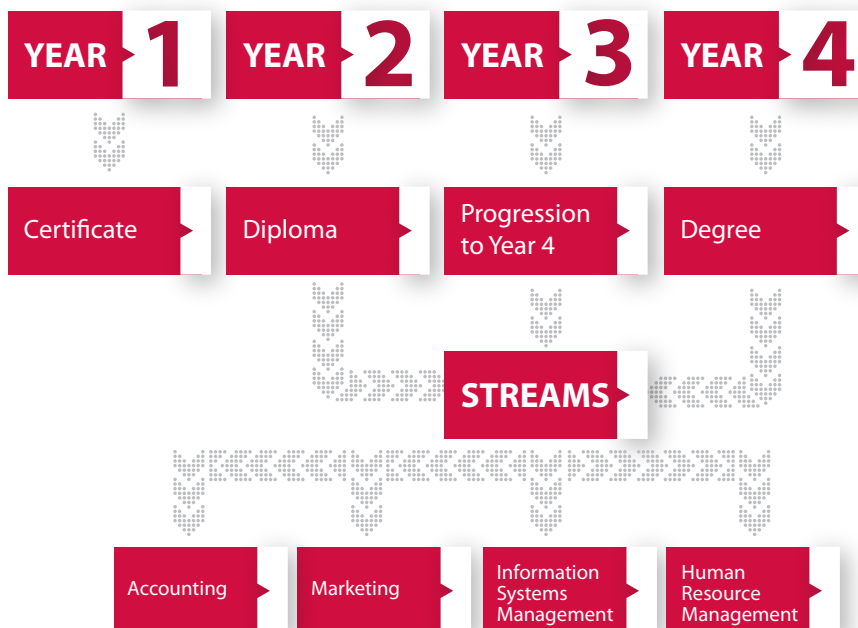 YEAR 1 YEAR 2 YEAR 3 YEAR 4
Certificate
Diploma
Progression
to Year 4
Degree
STREAMS
Accounting
Marketing
Information
Systems
Management
Human
Resource
Management